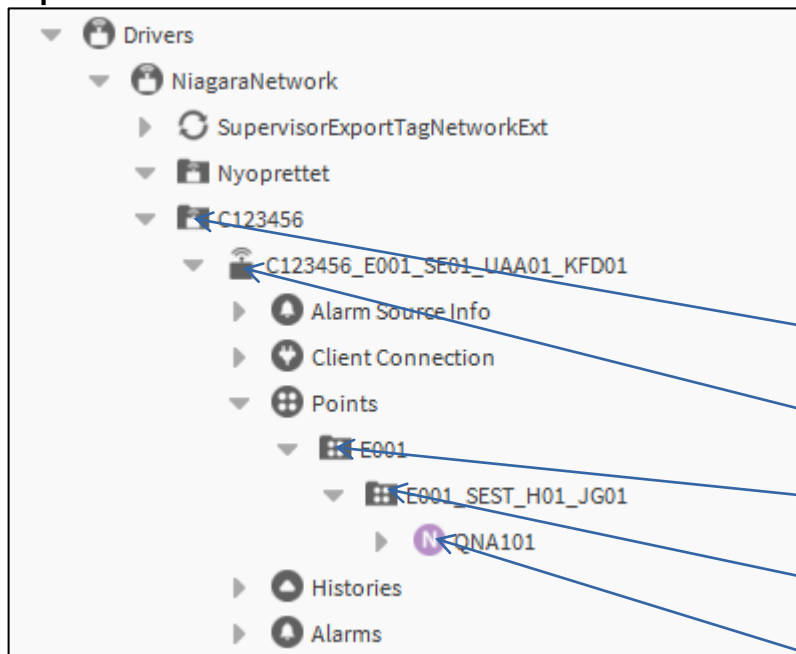 Drivers
NiagaraNetwork
SupervisorExportTagNetworkExt
Nyoprettet
C123456
C123456_E001_SE01_UAA01_KFD01
Alarm Source Info
Client Connection
Points
E001
E001_SEST_H01_JG01
N QNA101
Histories
Alarms